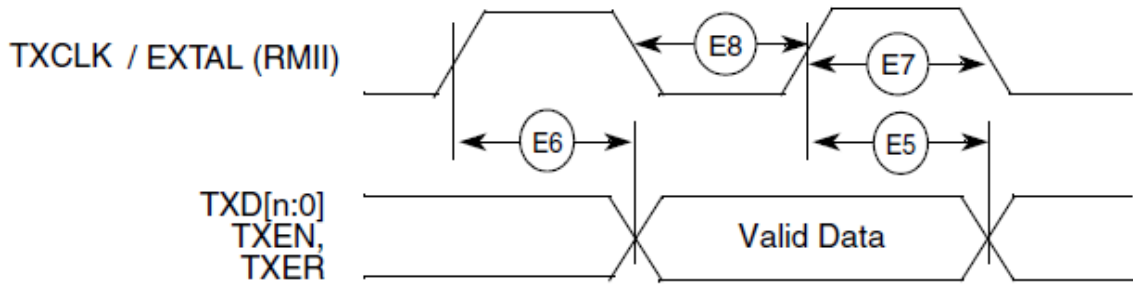 TXCLK / EXTAL (RMII)
E8
E7
E6
E5
TXD[n:0]
TXEN,
TXER
Valid Data